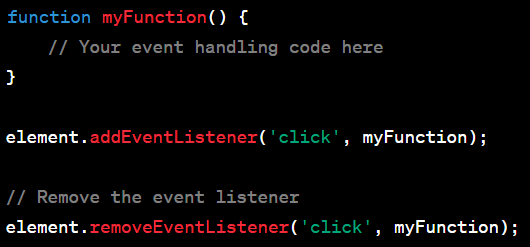 function myFunction() {
    // Your event handling code here
}
element.addEventListener('click', myFunction);
// Remove the event listener
element.removeEventListener('click', myFunction);